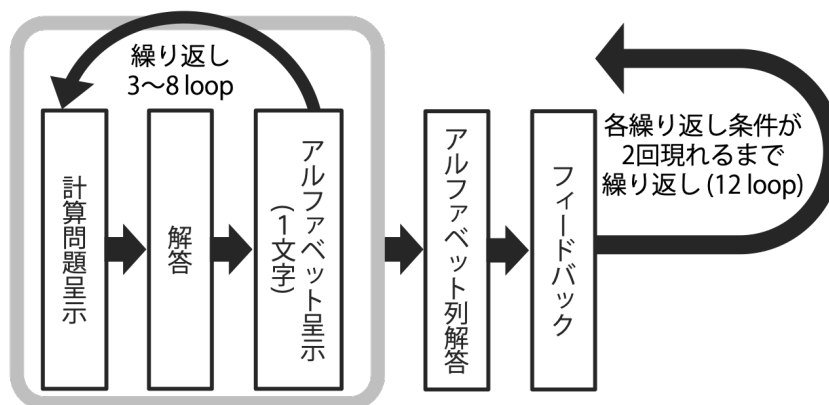 繰り返し
3〜8 loop
計算問題呈示
解答
アルファベット呈示
(1文字)
アルファベット列解答
フィードバック
各繰り返し条件が
2回現れるまで
繰り返し (12 loop)